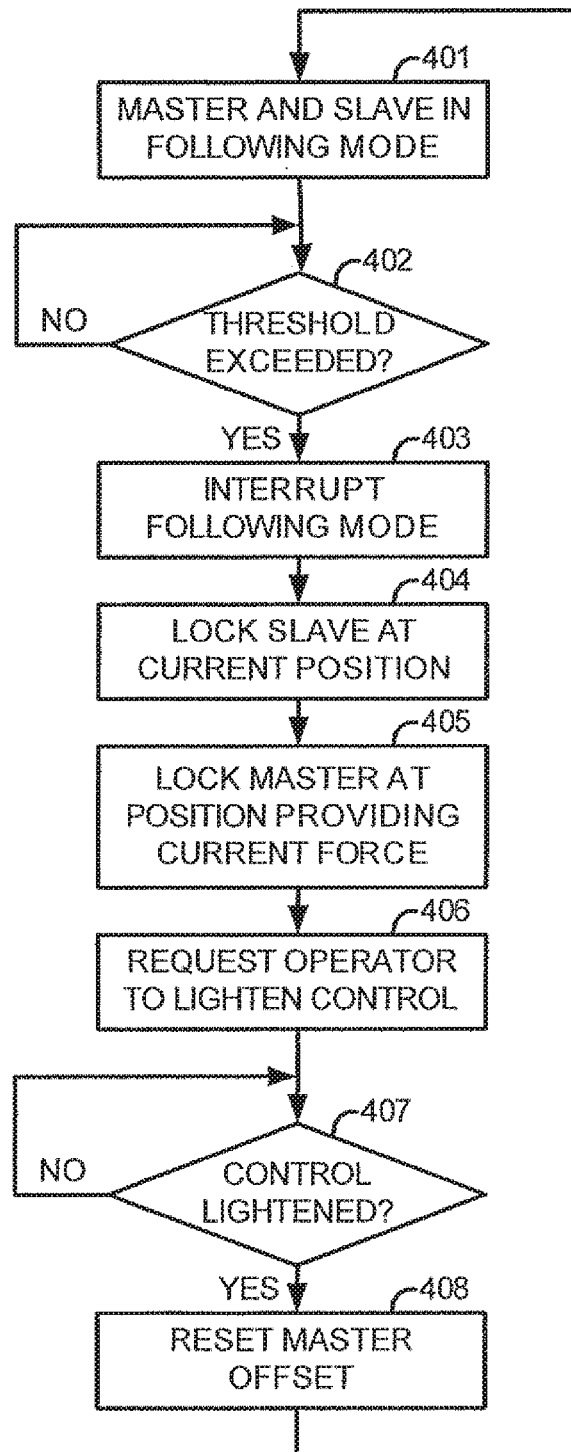 401
MASTER AND SLAVE IN
FOLLOWING MODE
402
NO
THRESHOLD
EXCEEDED?
YES
403
INTERRUPT
FOLLOWING MODE
404
LOCK SLAVE AT
CURRENT POSITION
405
LOCK MASTER AT
POSITION PROVIDING
CURRENT FORCE
406
REQUEST OPERATOR
TO LIGHTEN CONTROL
407
NO
CONTROL
LIGHTENED?
YES
408
RESET MASTER
OFFSET